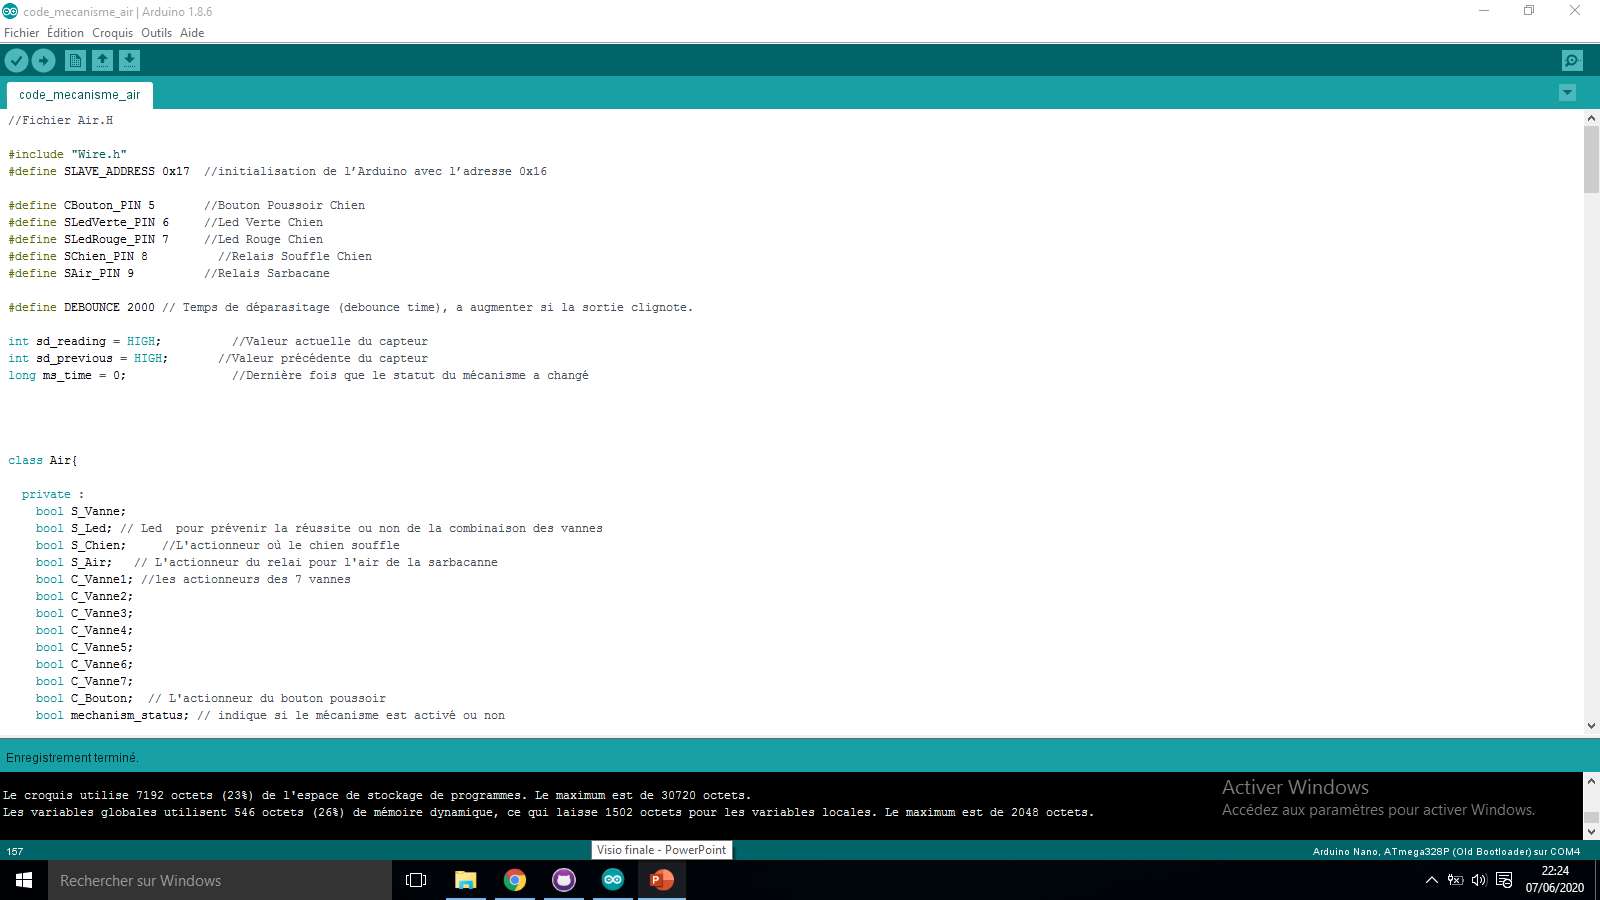 code_mecanisme_air | Arduino 1.8.6
Fichier Édition Croquis Outils Aide
code_mecanisme_air
//Fichier Air.H
#include "Wire.h"
#define SLAVE_ADDRESS 0x17  //initialisation de l’Arduino avec l’adresse 0x16
#define CBouton_PIN 5       //Bouton Poussoir Chien
#define SLedVerte_PIN 6     //Led Verte Chien
#define SLedRouge_PIN 7     //Led Rouge Chien
#define SChien_PIN 8          //Relais Souffle Chien
#define SAir_PIN 9          //Relais Sarbacane
#define DEBOUNCE 2000 // Temps de déparasitage (debounce time), a augmenter si la sortie clignote.
int sd_reading = HIGH;          //Valeur actuelle du capteur
int sd_previous = HIGH;       //Valeur précédente du capteur
long ms_time = 0;               //Dernière fois que le statut du mécanisme a changé
class Air{
  private :
    bool S_Vanne;
    bool S_Led; // Led  pour prévenir la réussite ou non de la combinaison des vannes
    bool S_Chien;     //L'actionneur où le chien souffle
    bool S_Air;   // L'actionneur du relai pour l'air de la sarbacanne
    bool C_Vanne1; //les actionneurs des 7 vannes
    bool C_Vanne2;
    bool C_Vanne3;
    bool C_Vanne4;
    bool C_Vanne5;
    bool C_Vanne6;
    bool C_Vanne7;
    bool C_Bouton;  // L'actionneur du bouton poussoir
    bool mechanism_status; // indique si le mécanisme est activé ou non
Enregistrement terminé.
Le croquis utilise 7192 octets (23%) de l'espace de stockage de programmes. Le maximum est de 30720 octets.
Les variables globales utilisent 546 octets (26%) de mémoire dynamique, ce qui laisse 1502 octets pour les variables locales. Le maximum est de 2048 octets.
Activer Windows
Accédez aux paramètres pour activer Windows.
157
Visio finale - PowerPoint
Arduino Nano, ATmega328P (Old Bootloader) sur COM4
Rechercher sur Windows
22:24
07/06/2020